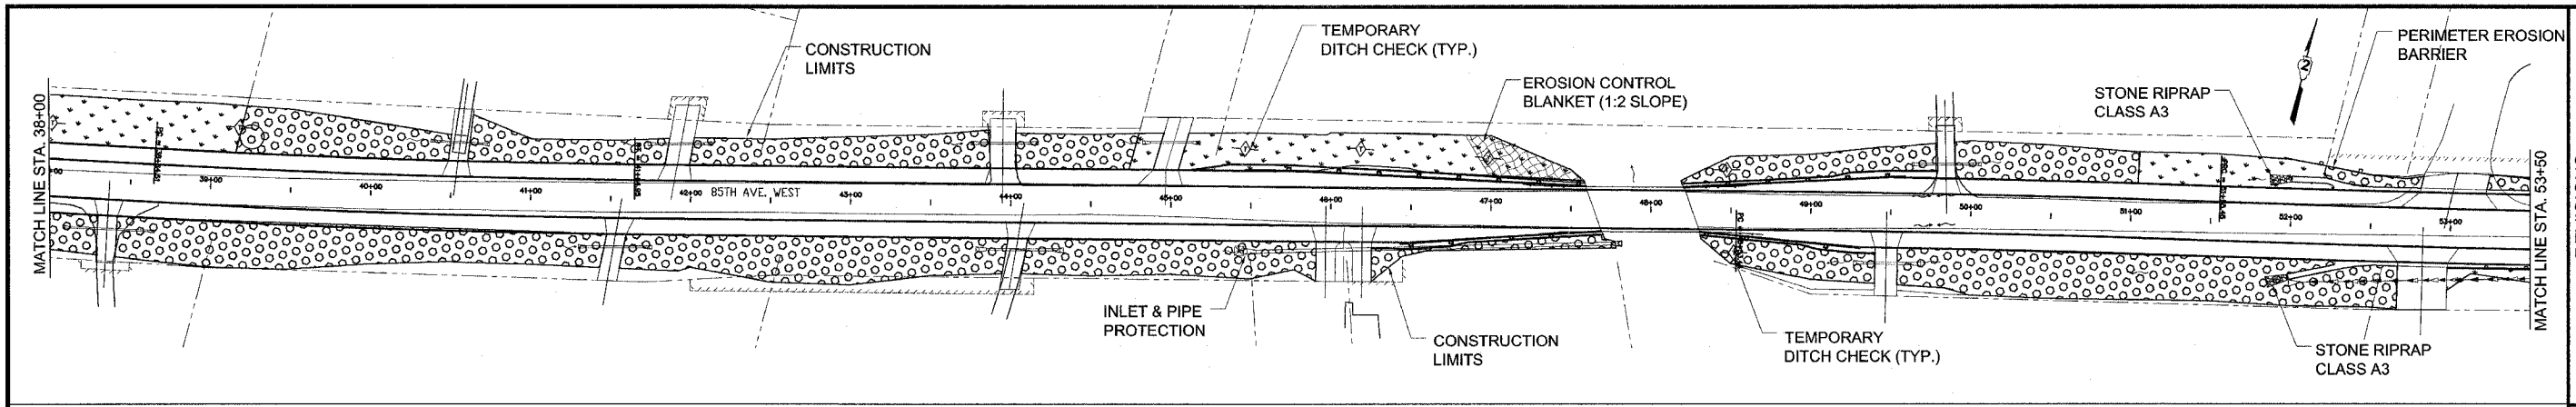 CONSTRUCTION
LIMITS
TEMPORARY
DITCH CHECK (TYP.)
EROSION CONTROL
BLANKET (1:2 SLOPE)
STONE RIPRAP
CLASS A3
2
PERIMETER EROSION
BARRIER
MATCH LINE STA. 38+00
39+00
40+00
41+00
42+00
85TH AVE. WEST
43+00
44+00
45+00
46+00
47+00
48+00
49+00
50+00
51+00
52+00
53+00
MATCH LINE STA. 53+50
INLET & PIPE
PROTECTION
CONSTRUCTION
LIMITS
TEMPORARY
DITCH CHECK (TYP.)
STONE RIPRAP
CLASS A3